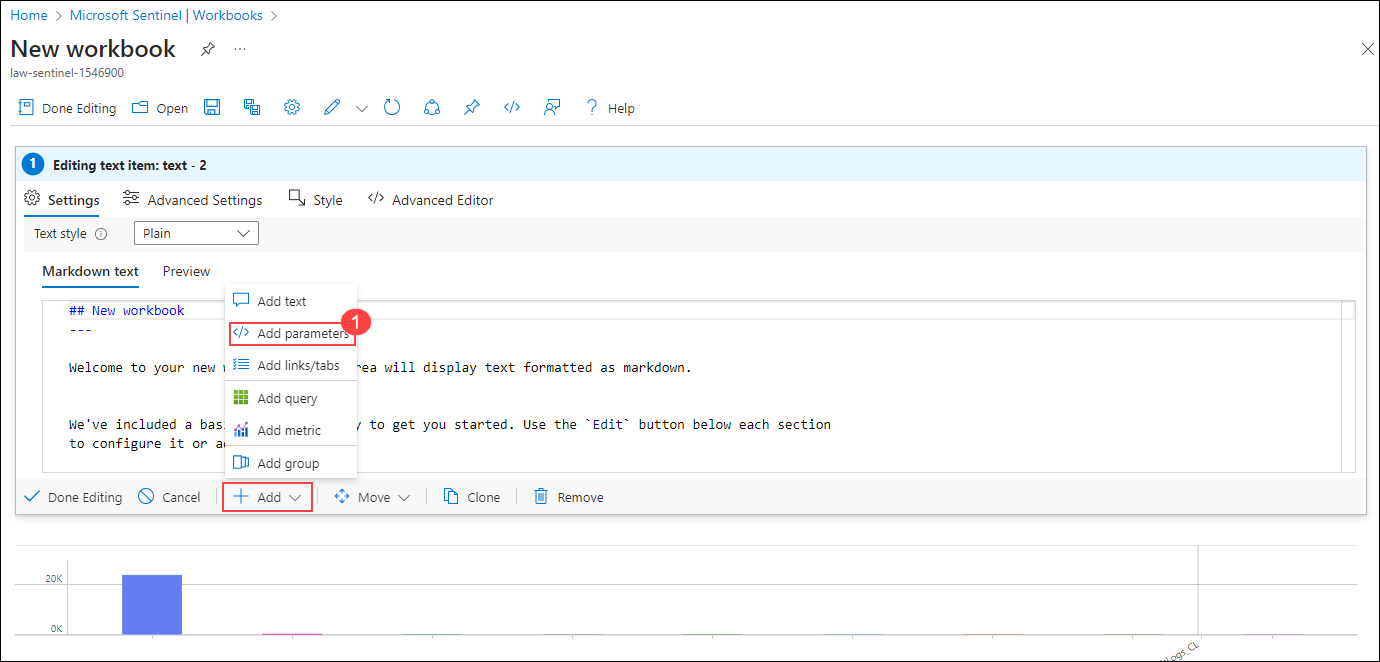 Home > Microsoft Sentinel | Workbooks >
New workbook ...
law-sentinel-1546900
Done Editing Open ? Help
1 Editing text item: text - 2
Settings Advanced Settings Style </> Advanced Editor
Text style Plain
Markdown text Preview
## New workbook
---
Welcome to your new
rea will display text formatted as markdown.
We've included a bas
y to get you started. Use the `Edit` button below each section
to configure it or a
Add text
Add parameters
1
Add links/tabs
Add query
Add metric
Add group
Done Editing Cancel + Add Move Clone Remove
20K
0K
Logs_CL